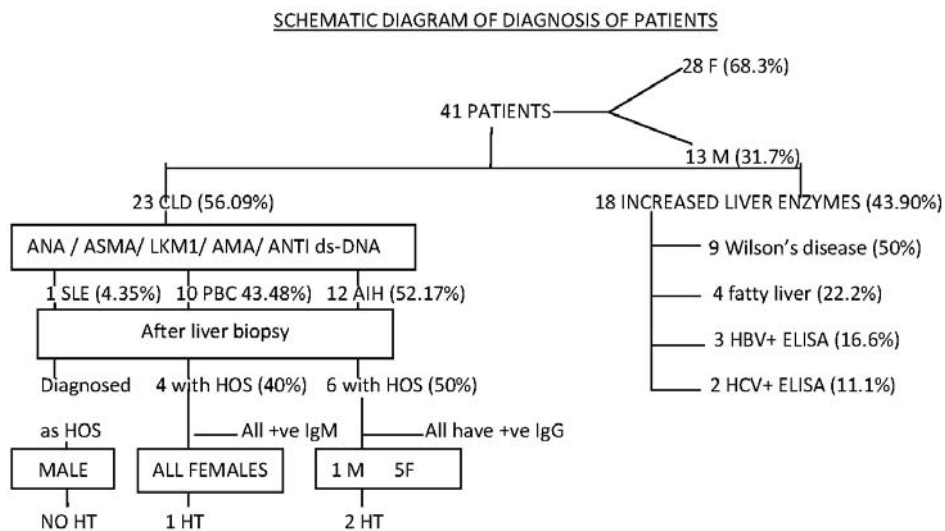 SCHEMATIC DIAGRAM OF DIAGNOSIS OF PATIENTS
28 F (68.3%)
41 PATIENTS
13 M (31.7%)
23 CLD (56.09%)
18 INCREASED LIVER ENZYMES (43.90%)
ANA / ASMA/ LKM1/ AMA/ ANTI ds-DNA
9 Wilson's disease (50%)
1 SLE (4.35%) 10 PBC 43.48%) 12 AIH (52.17%)
4 fatty liver (22.2%)
After liver biopsy
3 HBV+ ELISA (16.6%)
Diagnosed 4 with HOS (40%) 6 with HOS (50%)
2 HCV+ ELISA (11.1%)
as HOS All +ve IgM All have +ve IgG
MALE ALL FEMALES 1 M 5F
NO HT 1 HT 2 HT